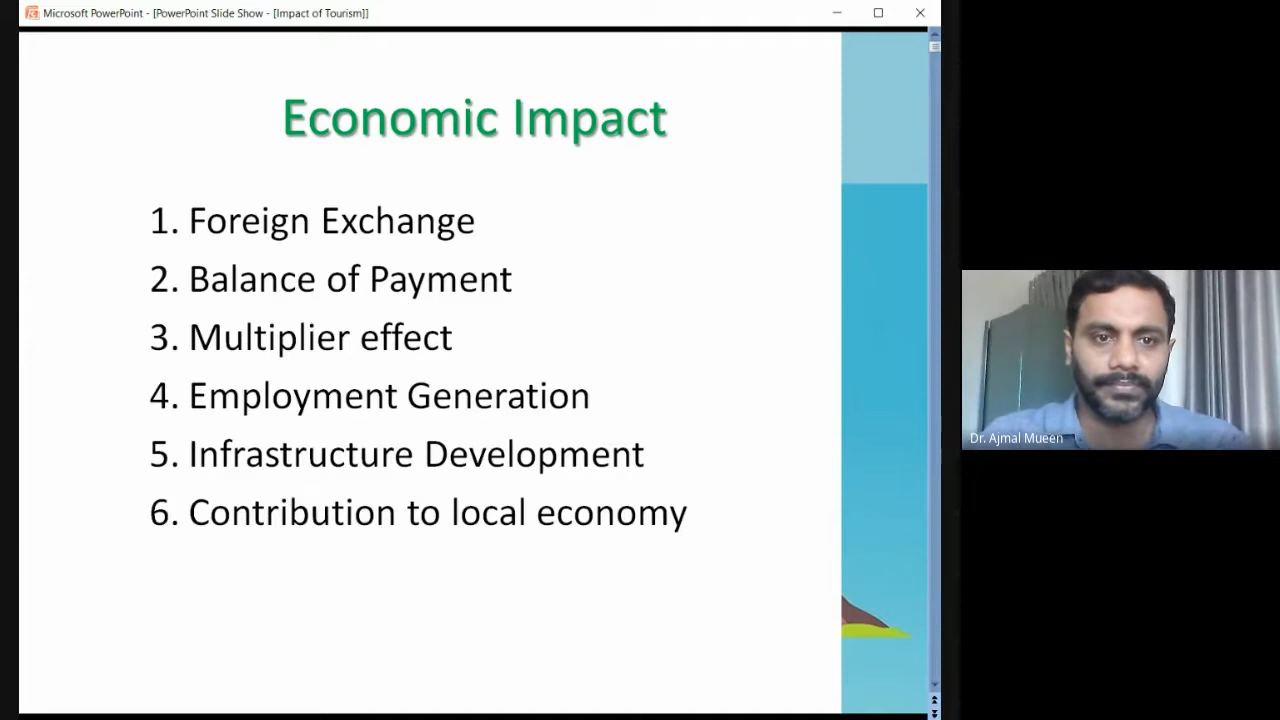 Microsoft PowerPoint - [PowerPoint Slide Show - [Impact of Tourism]]
Economic Impact
1. Foreign Exchange
2. Balance of Payment
3. Multiplier effect
4. Employment Generation
5. Infrastructure Development
6. Contribution to local economy
Dr. Ajmal Mueen